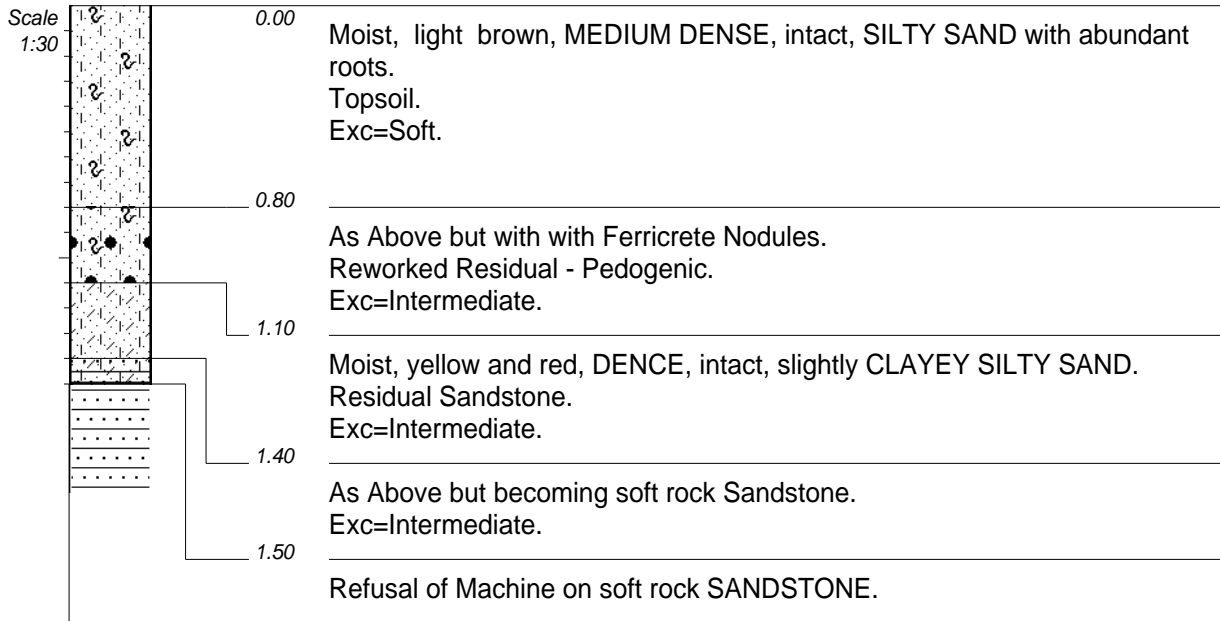 Scale
1:30
0.00
Moist, light brown, MEDIUM DENSE, intact, SILTY SAND with abundant
roots.
Topsoil.
Exc=Soft.
0.80
As Above but with with Ferricrete Nodules.
Reworked Residual - Pedogenic.
Exc=Intermediate.
1.10
Moist, yellow and red, DENCE, intact, slightly CLAYEY SILTY SAND.
Residual Sandstone.
Exc=Intermediate.
1.40
As Above but becoming soft rock Sandstone.
Exc=Intermediate.
1.50
Refusal of Machine on soft rock SANDSTONE.